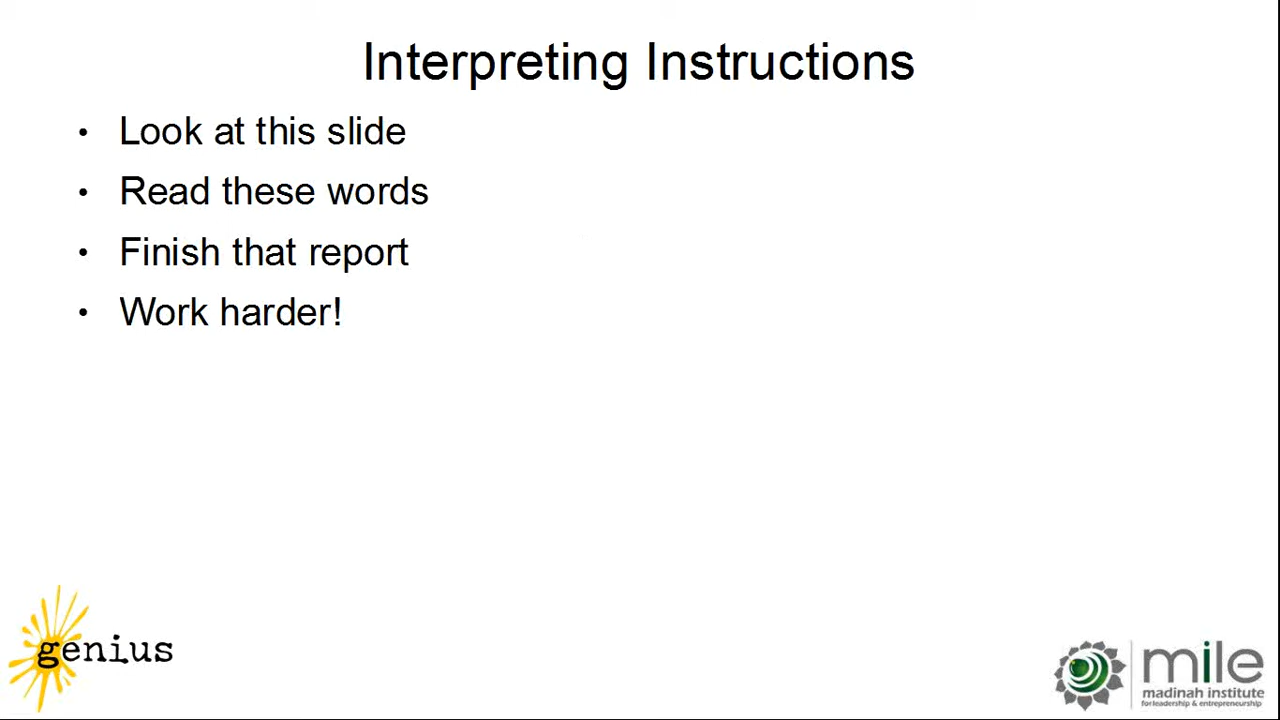 Interpreting Instructions
• Look at this slide
• Read these words
• Finish that report
• Work harder!
genius
mile
madinah institute
for leadership & entrepreneurship